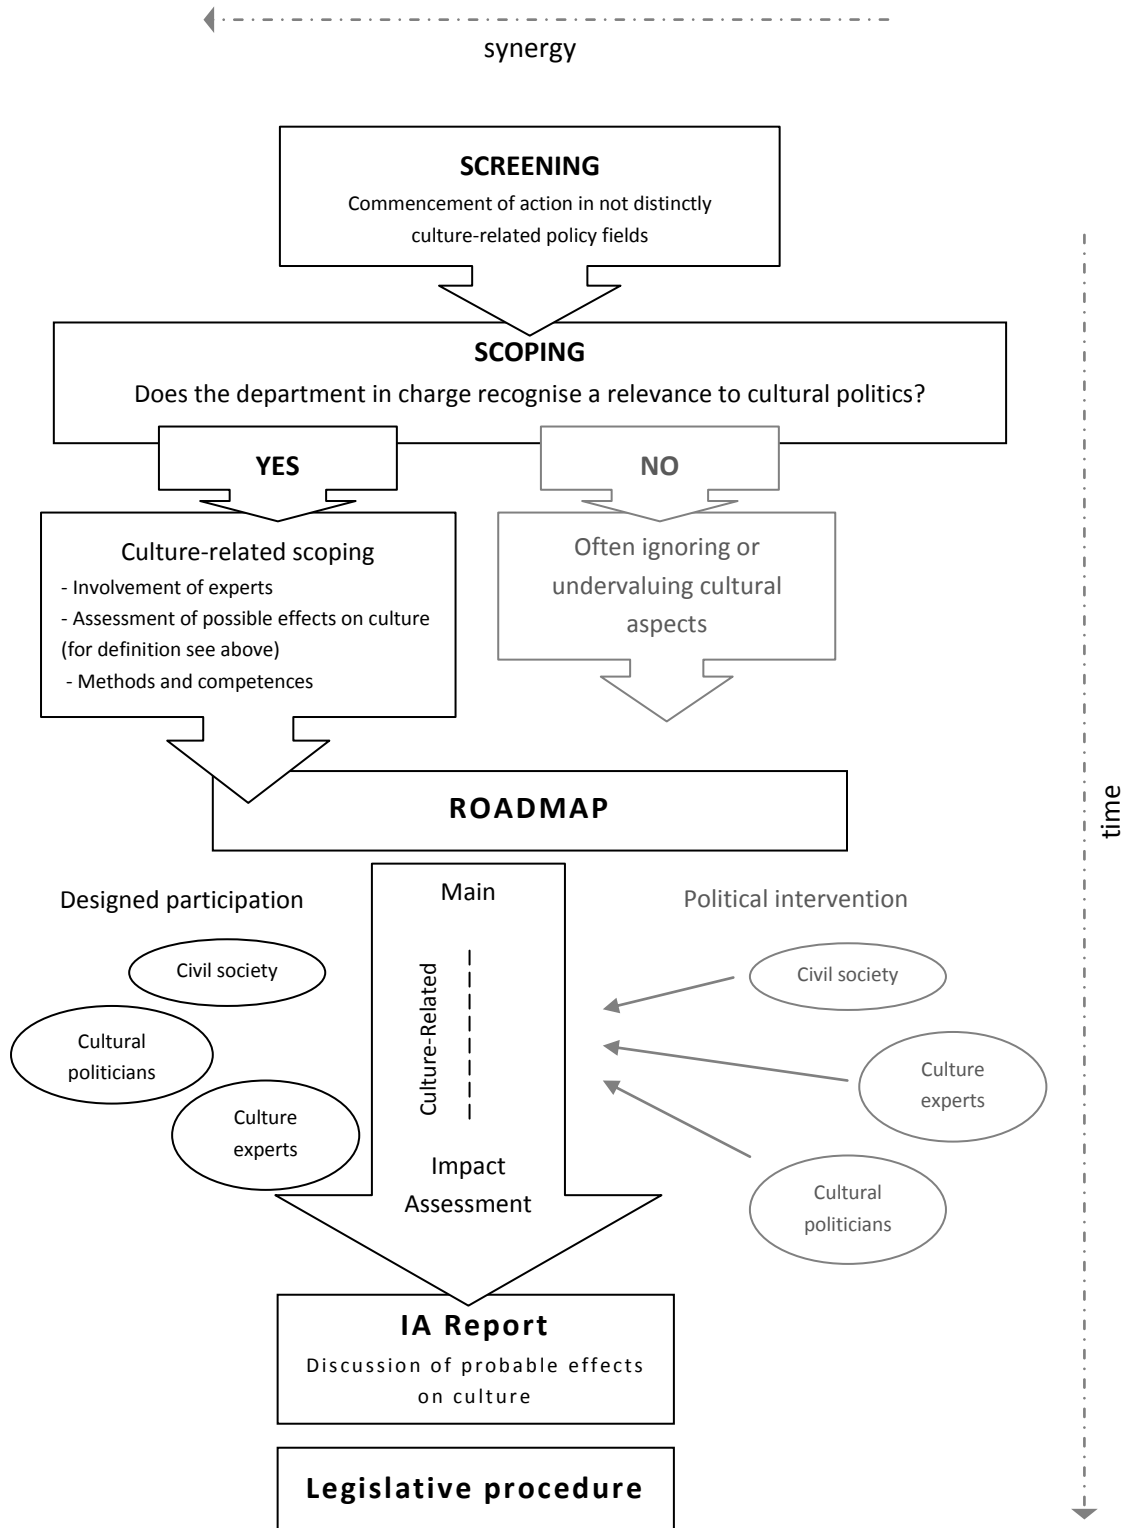 synergy
SCREENING
Commencement of action in not distinctly
culture-related policy fields
SCOPING
Does the department in charge recognise a relevance to cultural politics?
YES
NO
Culture-related scoping
- Involvement of experts
- Assessment of possible effects on culture
(for definition see above)
- Methods and competences
Often ignoring or
undervaluing cultural
aspects
time
ROADMAP
Designed participation
Civil society
Cultural
politicians
Culture
experts
Main
Culture-Related
Impact
Assessment
Political intervention
Civil society
Culture
experts
Cultural
politicians
IA Report
Discussion of probable effects
on culture
Legislative procedure